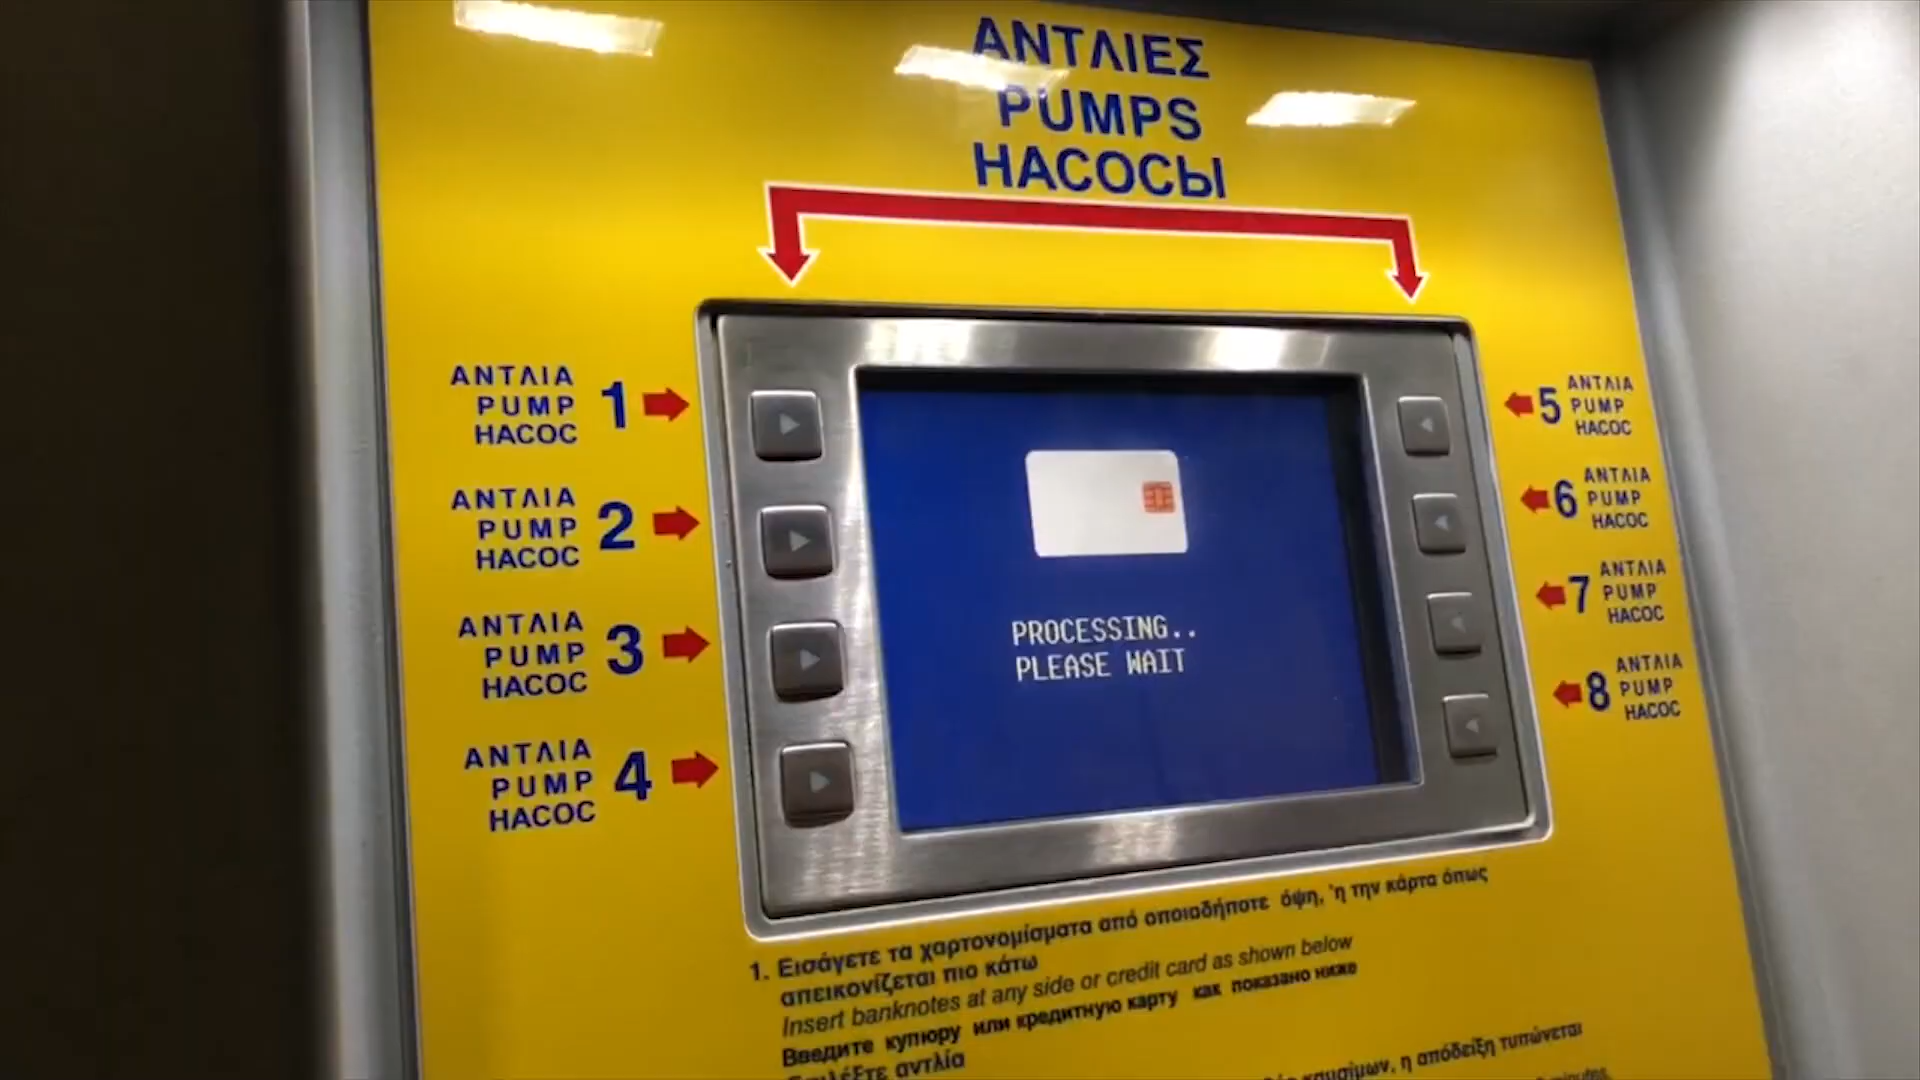 ΑΝΤΛΙΕΣ
PUMPS
НАСОСЫ
ΑΝΤΛΙΑ
PUMP
НАСОС
1
ΑΝΤΛΙΑ
PUMP
НАСОС
2
ΑΝΤΛΙΑ
PUMP
НАСОС
3
ΑΝΤΛΙΑ
PUMP
НАСОС
4
PROCESSING..
PLEASE WAIT
5
ΑΝΤΛΙΑ
PUMP
НАСОС
6
ΑΝΤΛΙΑ
PUMP
НАСОС
7
ΑΝΤΛΙΑ
PUMP
НАСОС
8
ΑΝΤΛΙΑ
PUMP
НАСОС
1. Εισάγετε τα χαρτονομίσματα από οποιαδήποτε όψη, 'η την κάρτα όπως
απεικονίζεται πιο κάτω
Insert banknotes at any side or credit card as shown below
Введите купюру или кредитную карту как показано ниже
αντλία
η απόδειξη τυπώνεται